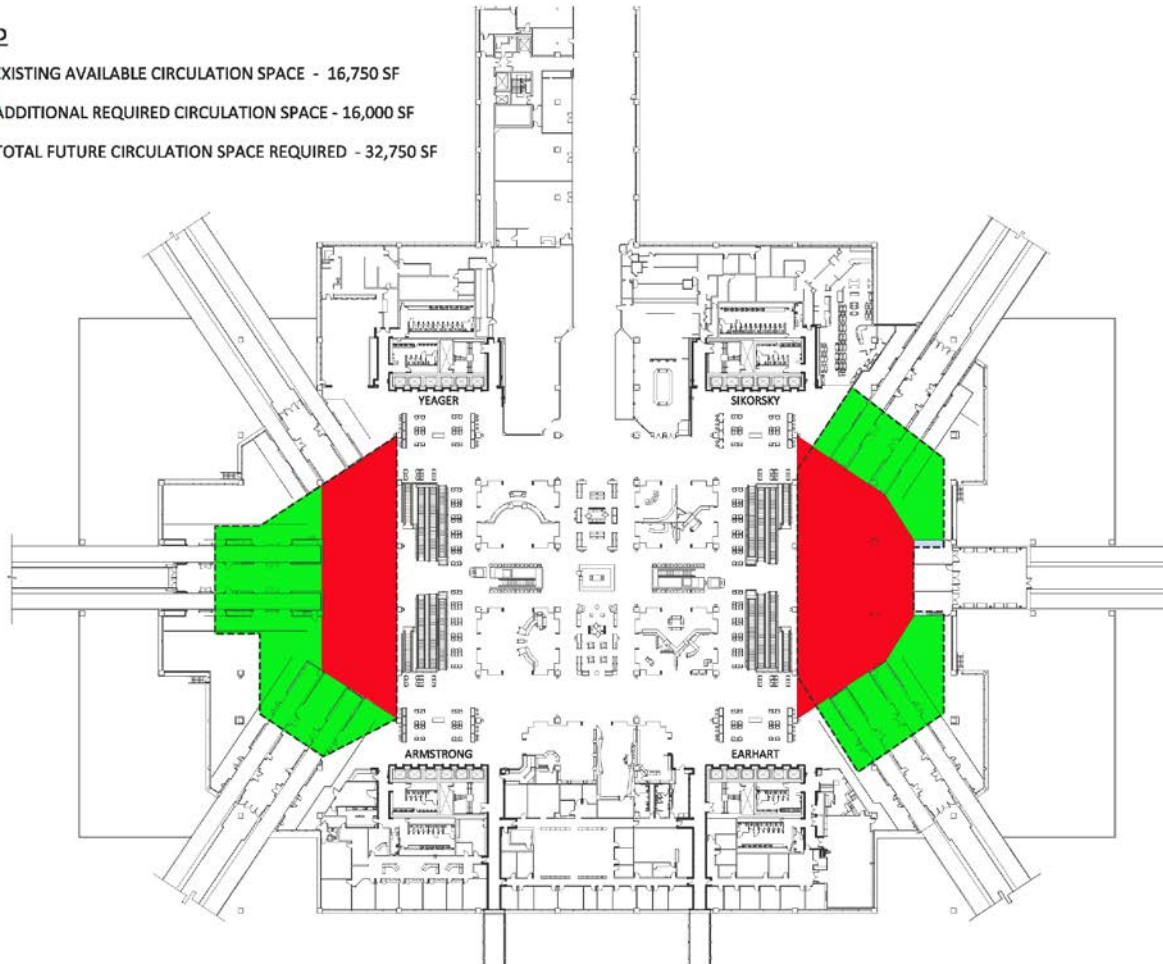 EXISTING AVAILABLE CIRCULATION SPACE - 16,750 SF
ADDITIONAL REQUIRED CIRCULATION SPACE - 16,000 SF
TOTAL FUTURE CIRCULATION SPACE REQUIRED - 32,750 SF
YEAGER
SIKORSKY
ARMSTRONG
EARHART